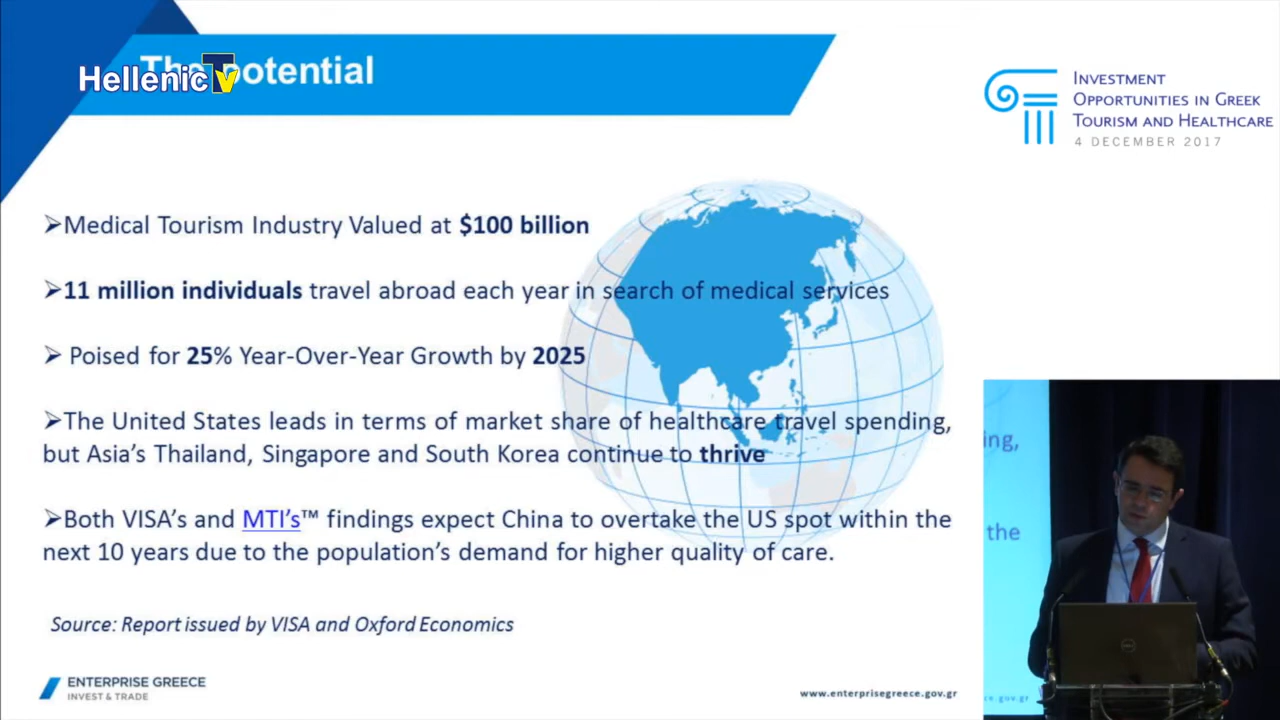 The potential
HellenicTv
INVESTMENT
OPPORTUNITIES IN GREEK
TOURISM AND HEALTHCARE
4 DECEMBER 2017
➢Medical Tourism Industry Valued at $100 billion
➢11 million individuals travel abroad each year in search of medical services
➢ Poised for 25% Year-Over-Year Growth by 2025
➢The United States leads in terms of market share of healthcare travel spending,
but Asia's Thailand, Singapore and South Korea continue to thrive
➢Both VISA's and MTI's™ findings expect China to overtake the US spot within the
next 10 years due to the population's demand for higher quality of care.
Source: Report issued by VISA and Oxford Economics
ENTERPRISE GREECE
INVEST & TRADE
www.enterprisegreece.gov.gr
ing,
the
ce.gov.gr
DELL